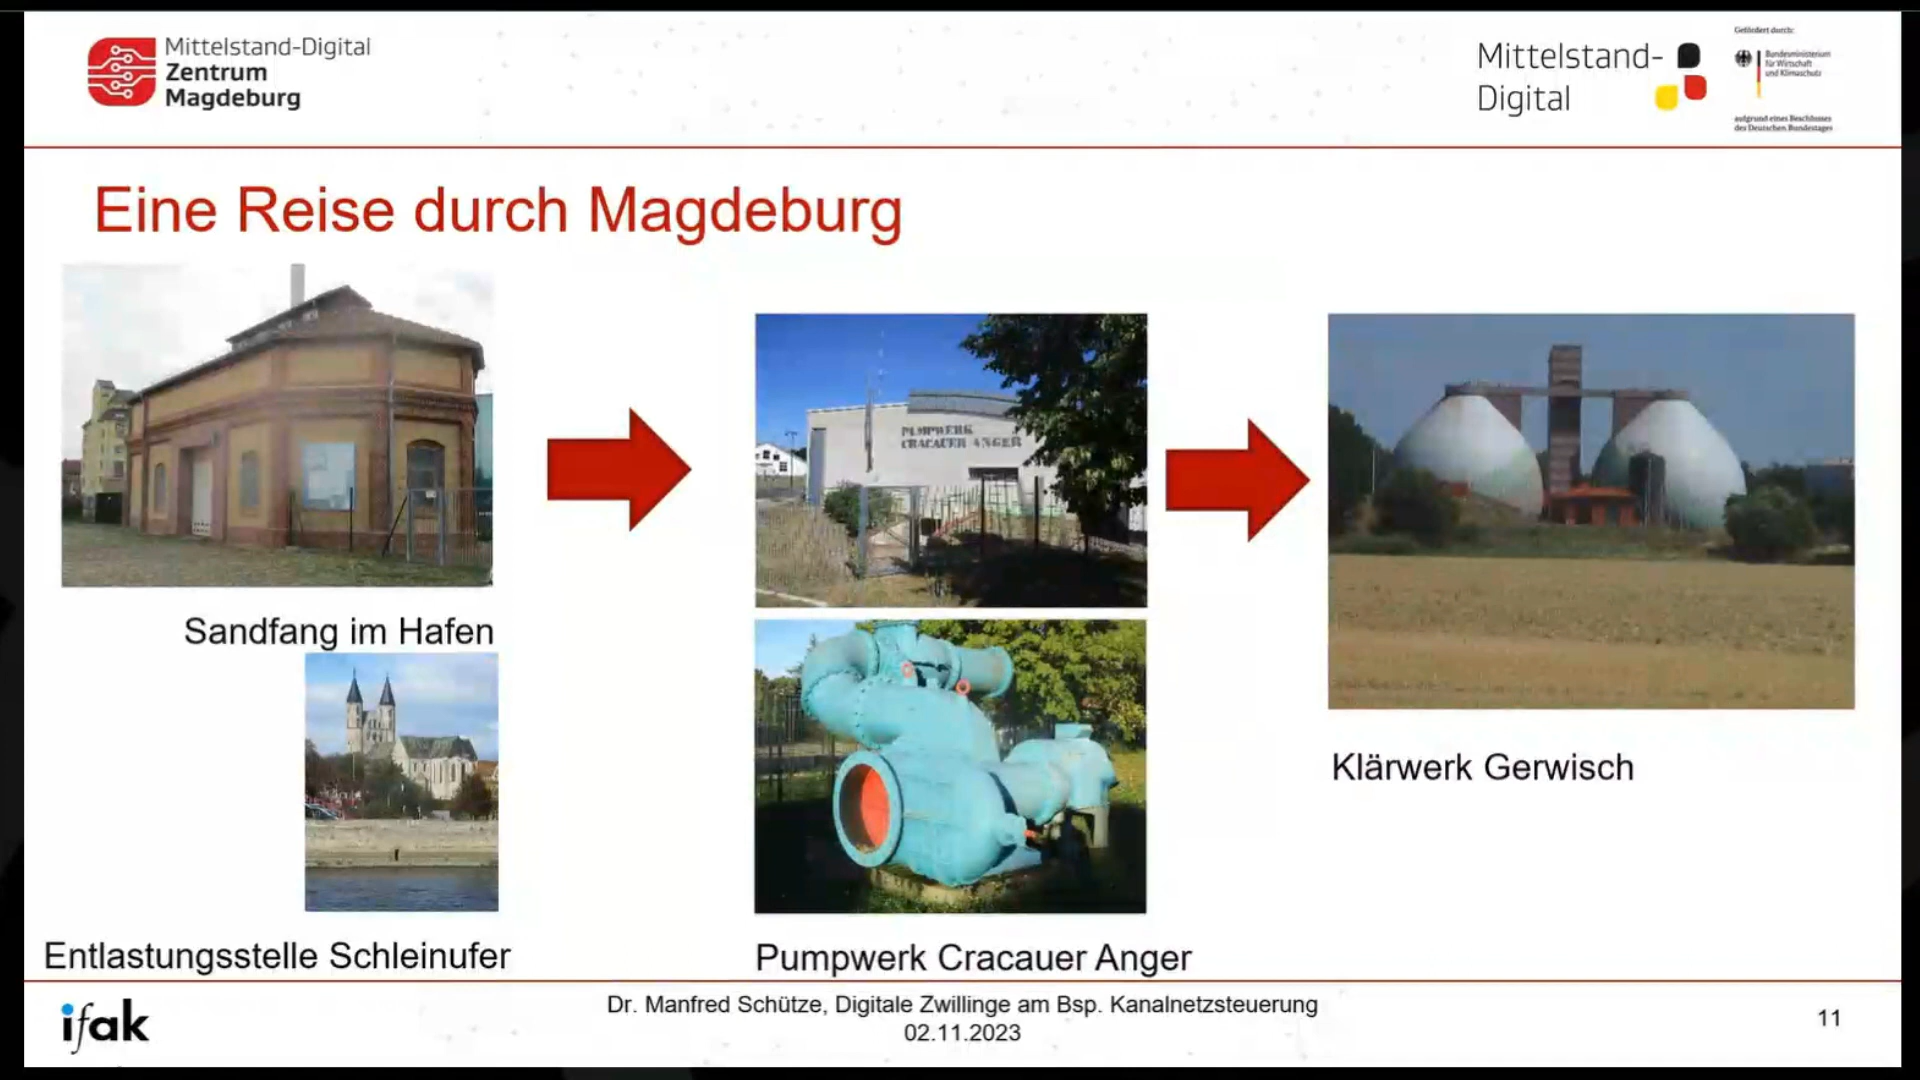 Mittelstand-Digital
Zentrum
Magdeburg
Mittelstand-
Digital
Gefördert durch:
Bundesministerium
für Wirtschaft
und Klimaschutz
aufgrund eines Beschlusses
des Deutschen Bundestages
Eine Reise durch Magdeburg
PUMPWERK
CRACAUER ANGER
Sandfang im Hafen
Klärwerk Gerwisch
Entlastungsstelle Schleinufer
Pumpwerk Cracauer Anger
ifak
Dr. Manfred Schütze, Digitale Zwillinge am Bsp. Kanalnetzsteuerung
02.11.2023
11